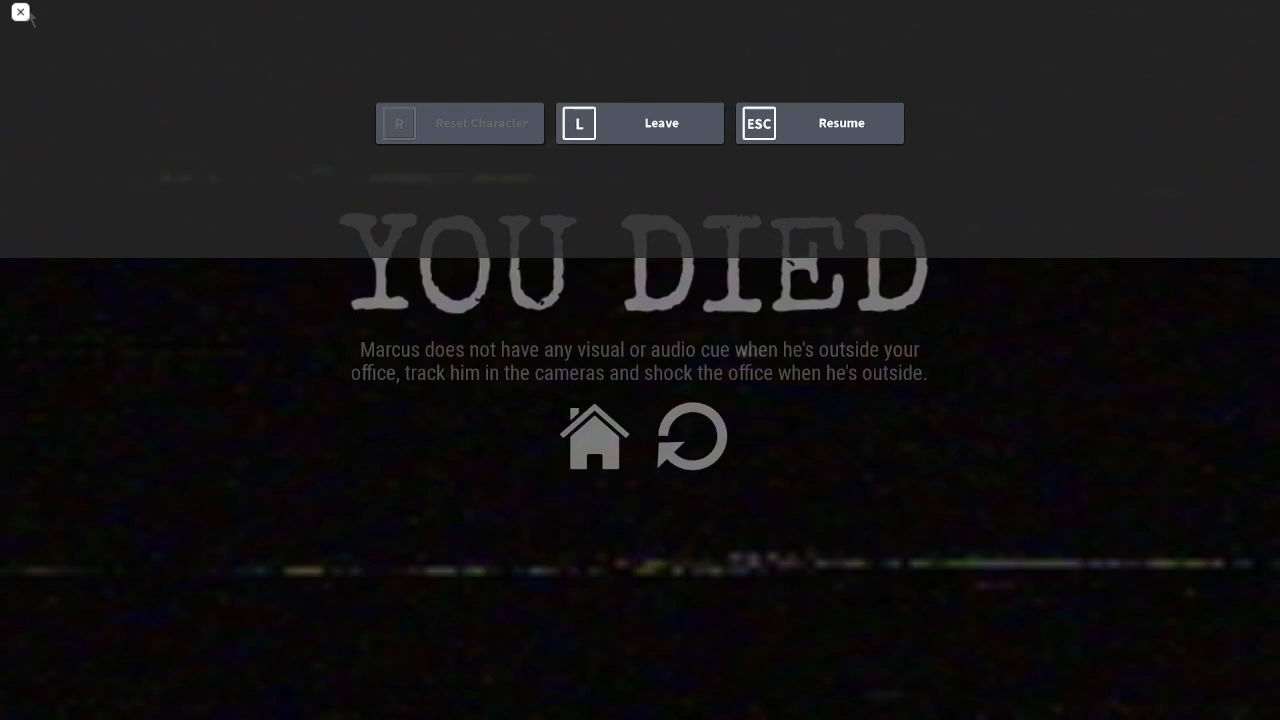 R Reset Character L Leave ESC Resume
YOU DIED
Marcus does not have any visual or audio cue when he's outside your
office, track him in the cameras and shock the office when he's outside.